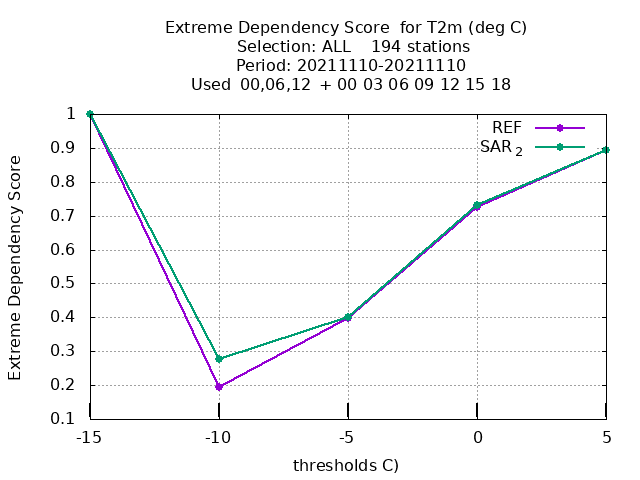 Extreme Dependency Score  for T2m (deg C)
Selection: ALL    194 stations
Period: 20211110-20211110
Used  00,06,12  + 00 03 06 09 12 15 18
REF
SAR 2
Extreme Dependency Score
1
0.9
0.8
0.7
0.6
0.5
0.4
0.3
0.2
0.1
-15 -10 -5 0 5
thresholds C)